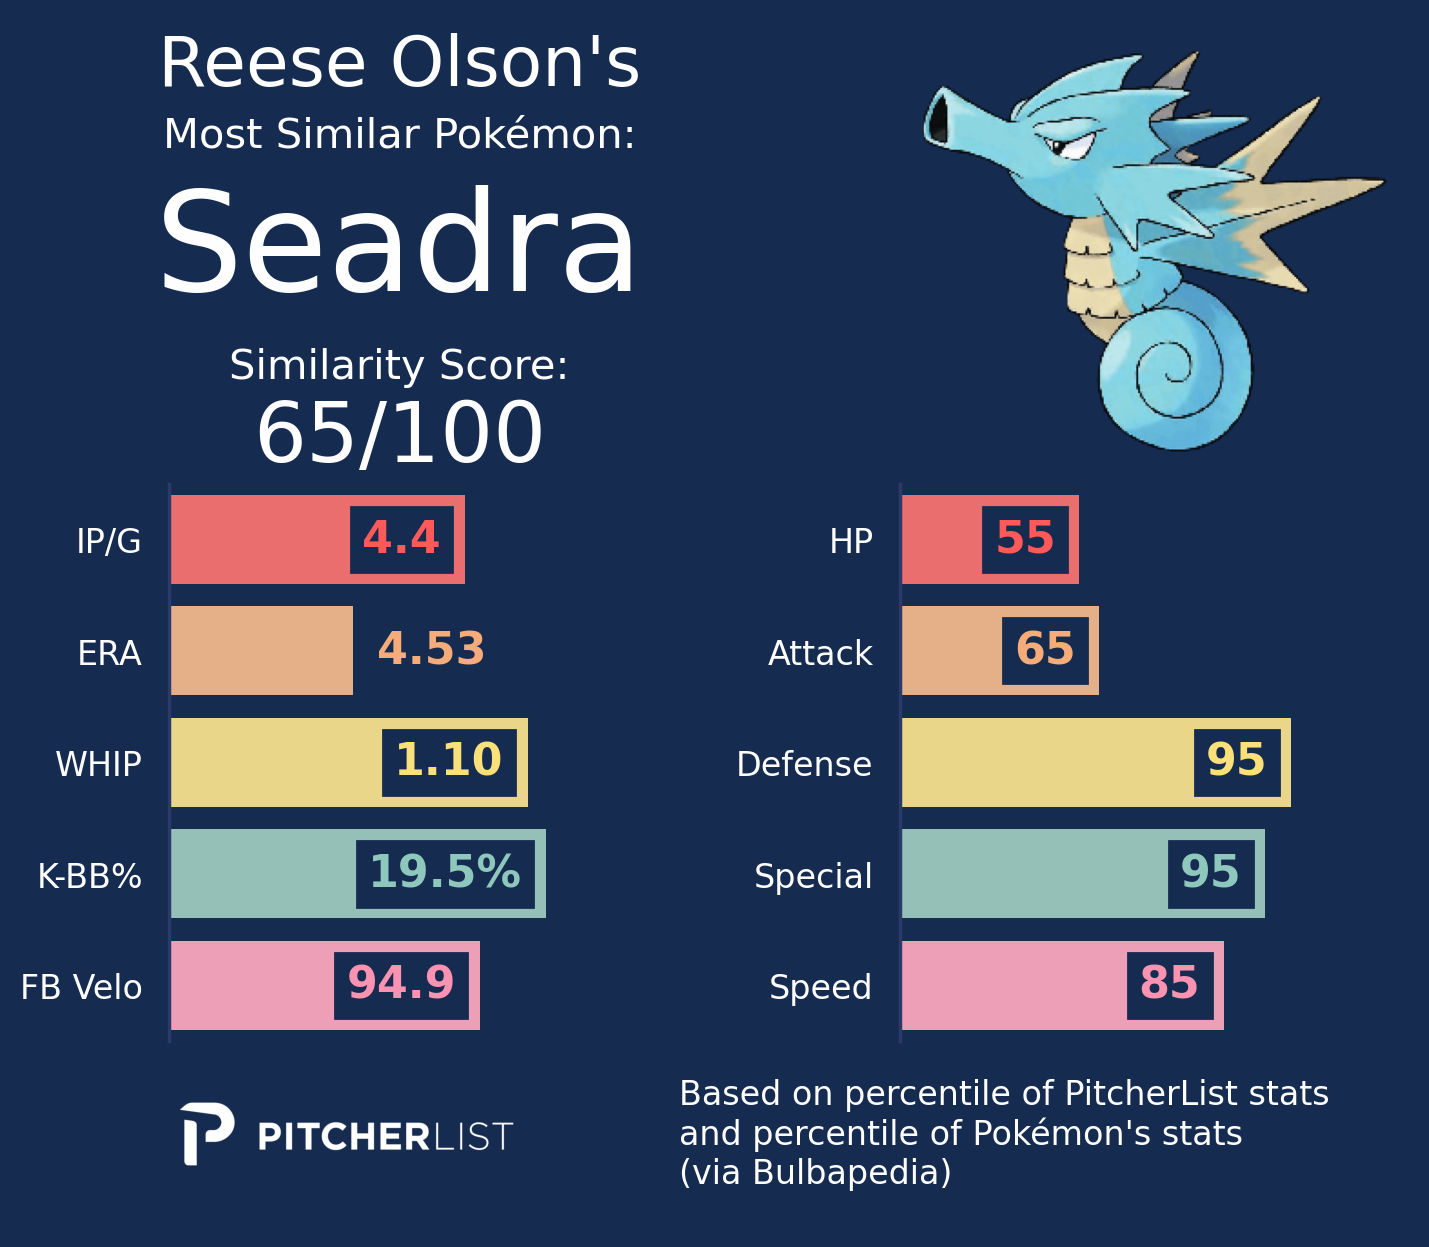 Reese Olson's
Most Similar Pokémon:
Seadra
Similarity Score:
65/100
IP/G 4.4
ERA 4.53
WHIP 1.10
K-BB% 19.5%
FB Velo 94.9
HP 55
Attack 65
Defense 95
Special 95
Speed 85
PITCHERLIST
Based on percentile of PitcherList stats
and percentile of Pokémon's stats
(via Bulbapedia)